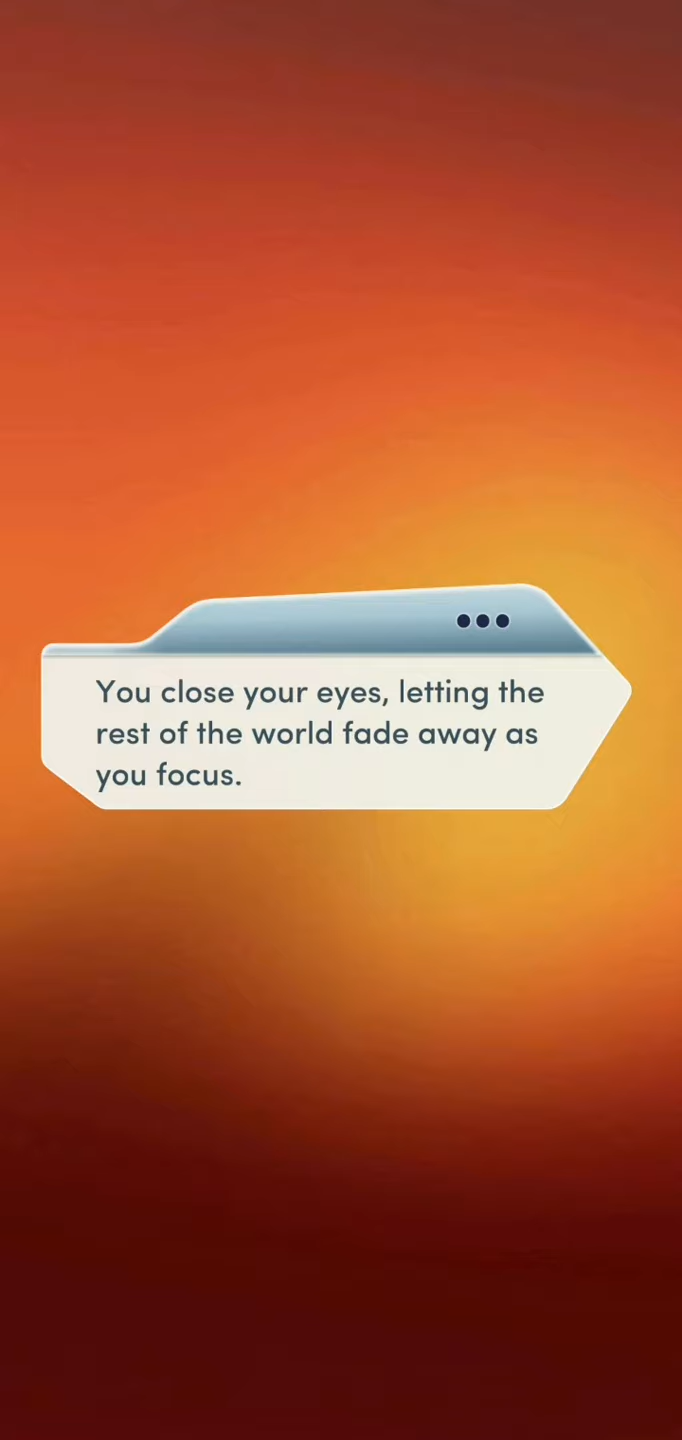 You close your eyes, letting the
rest of the world fade away as
you focus.